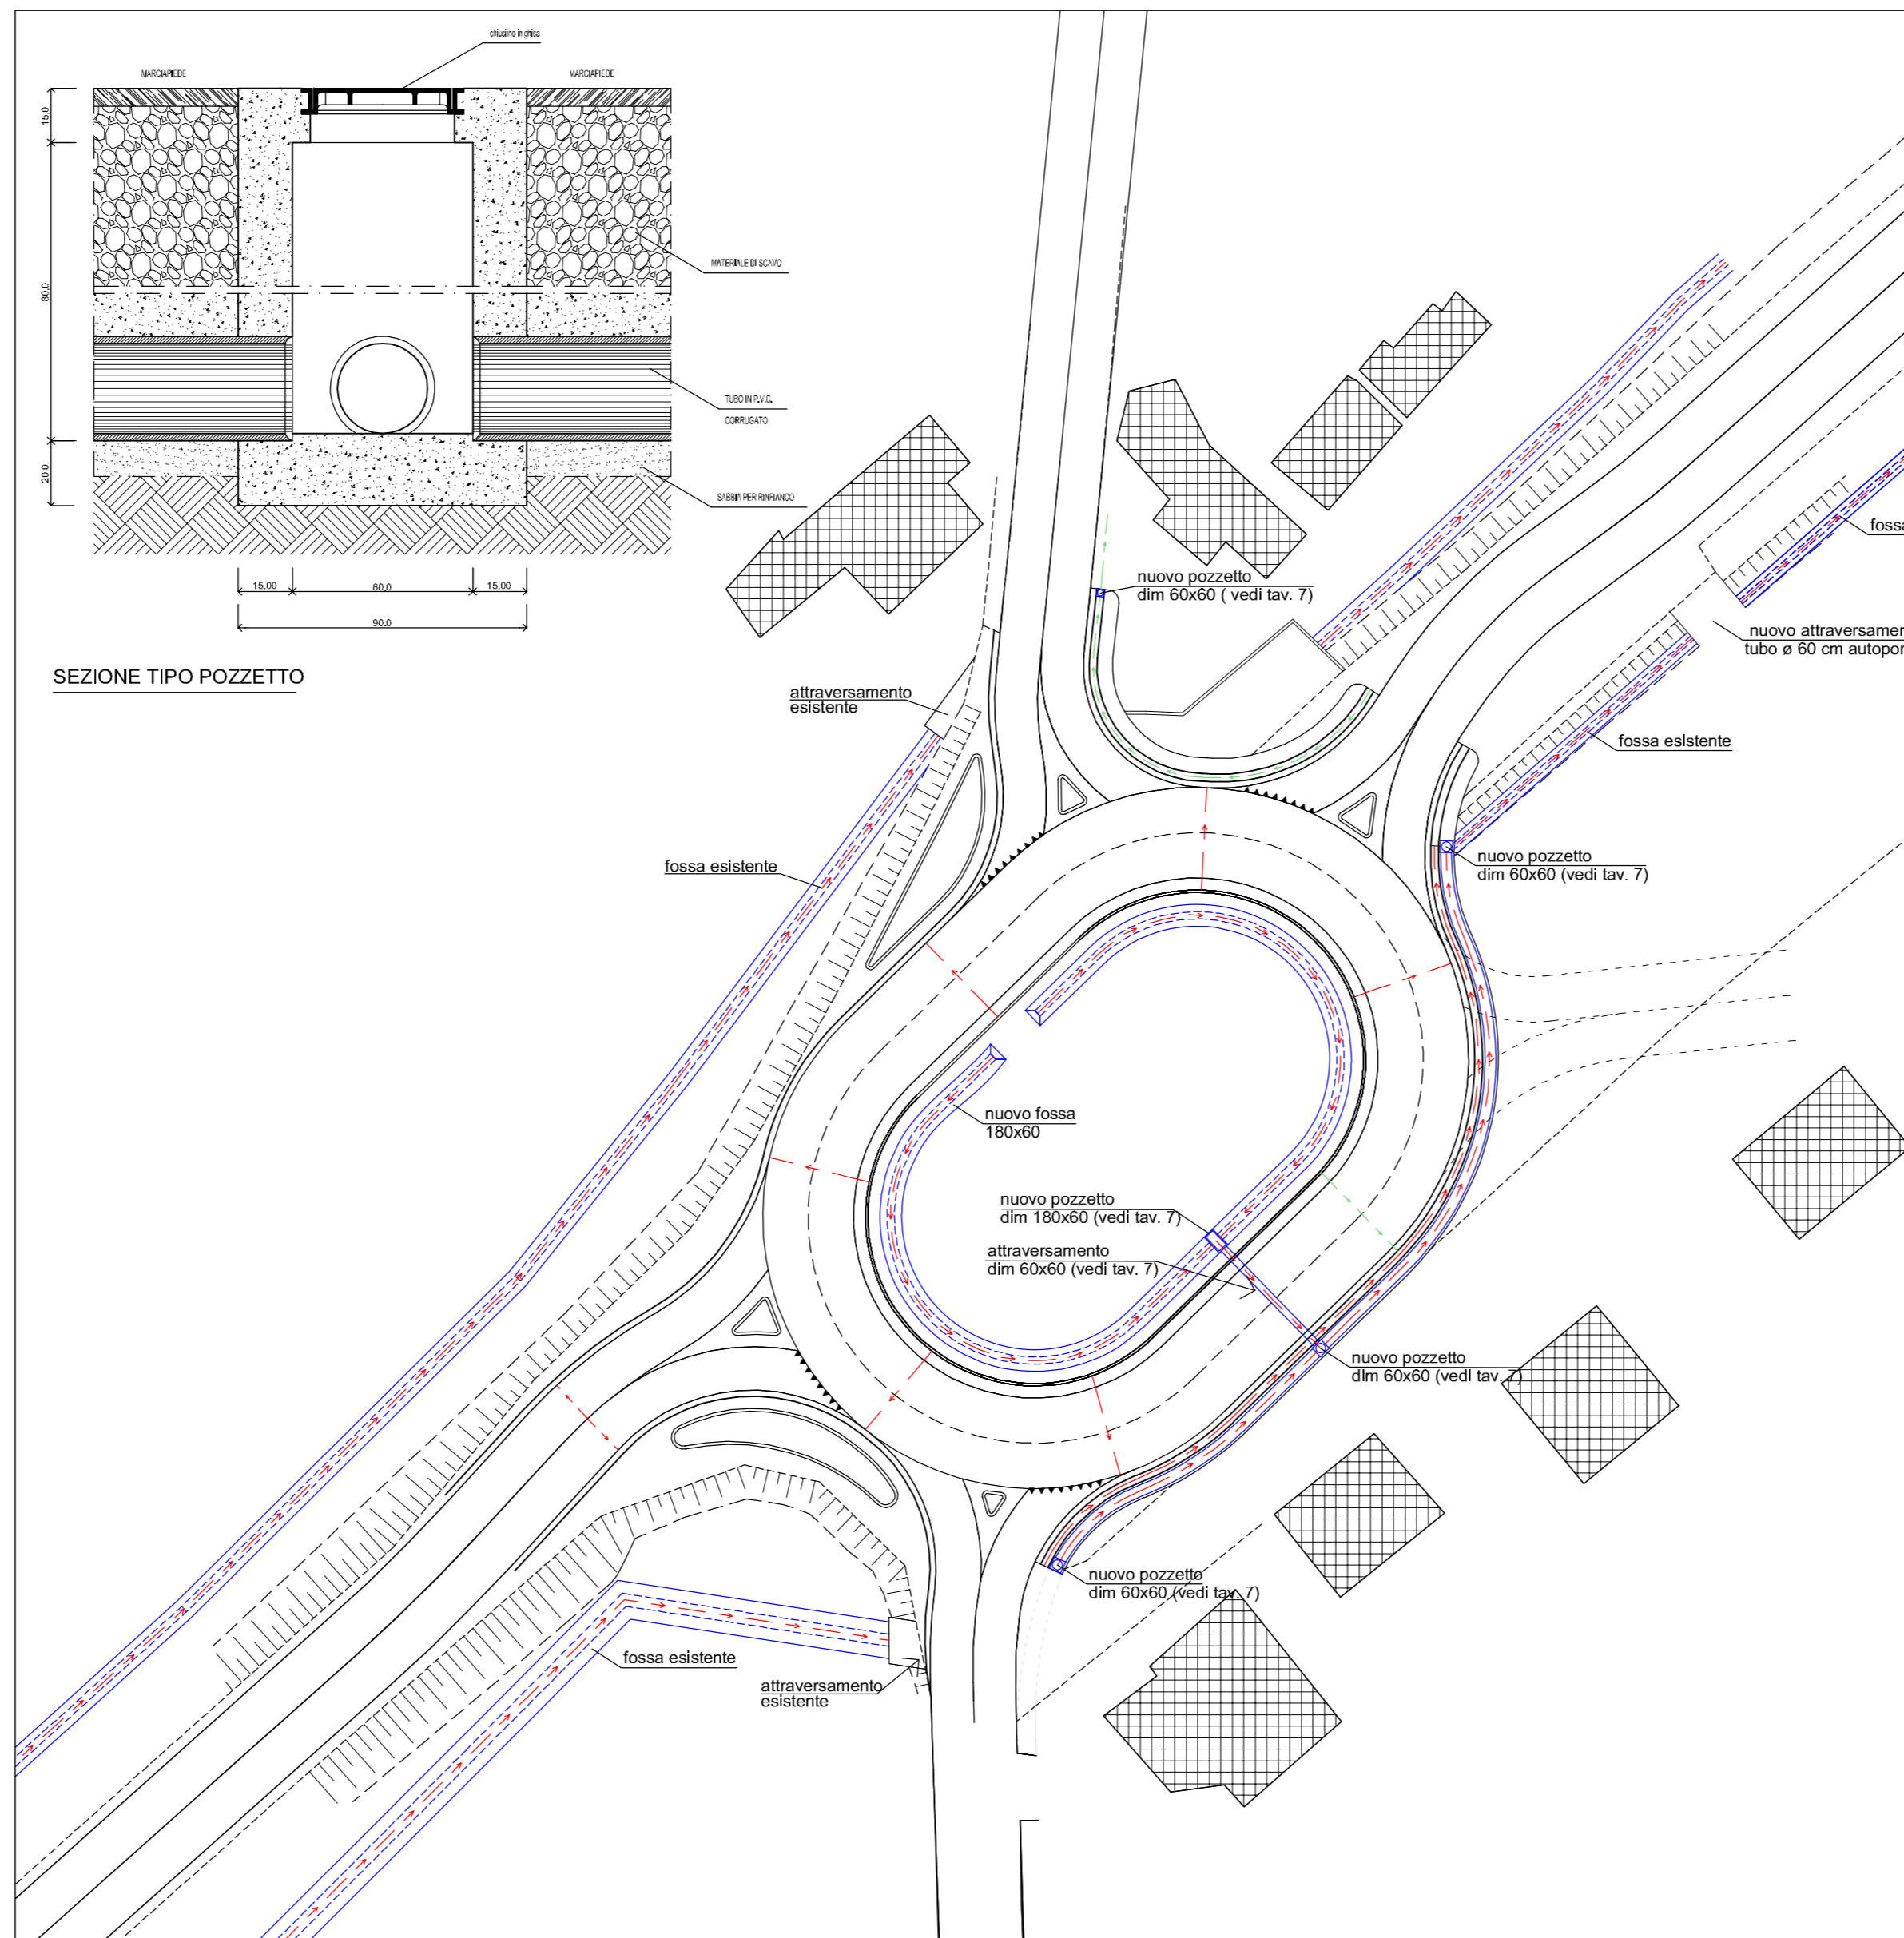 chiusino in ghisa
MARCIAPIEDE
MARCIAPIEDE
15.0
80.0
20.0
MATERIALE DI SCAVO
TUBO IN P.V.C.
CORRUGATO
SABBIA PER RINFIANCO
15,00
60.0
15,00
90.0
SEZIONE TIPO POZZETTO
nuovo pozzetto
dim 60x60 ( vedi tav. 7)
fossa
nuovo attraversamen
tubo ø 60 cm autopor
attraversamento
esistente
fossa esistente
fossa esistente
nuovo pozzetto
dim 60x60 (vedi tav. 7)
nuovo fossa
180x60
nuovo pozzetto
dim 180x60 (vedi tav. 7)
attraversamento
dim 60x60 (vedi tav. 7)
nuovo pozzetto
dim 60x60 (vedi tav. 7)
nuovo pozzetto
dim 60x60 (vedi tav. 7)
fossa esistente
attraversamento
esistente